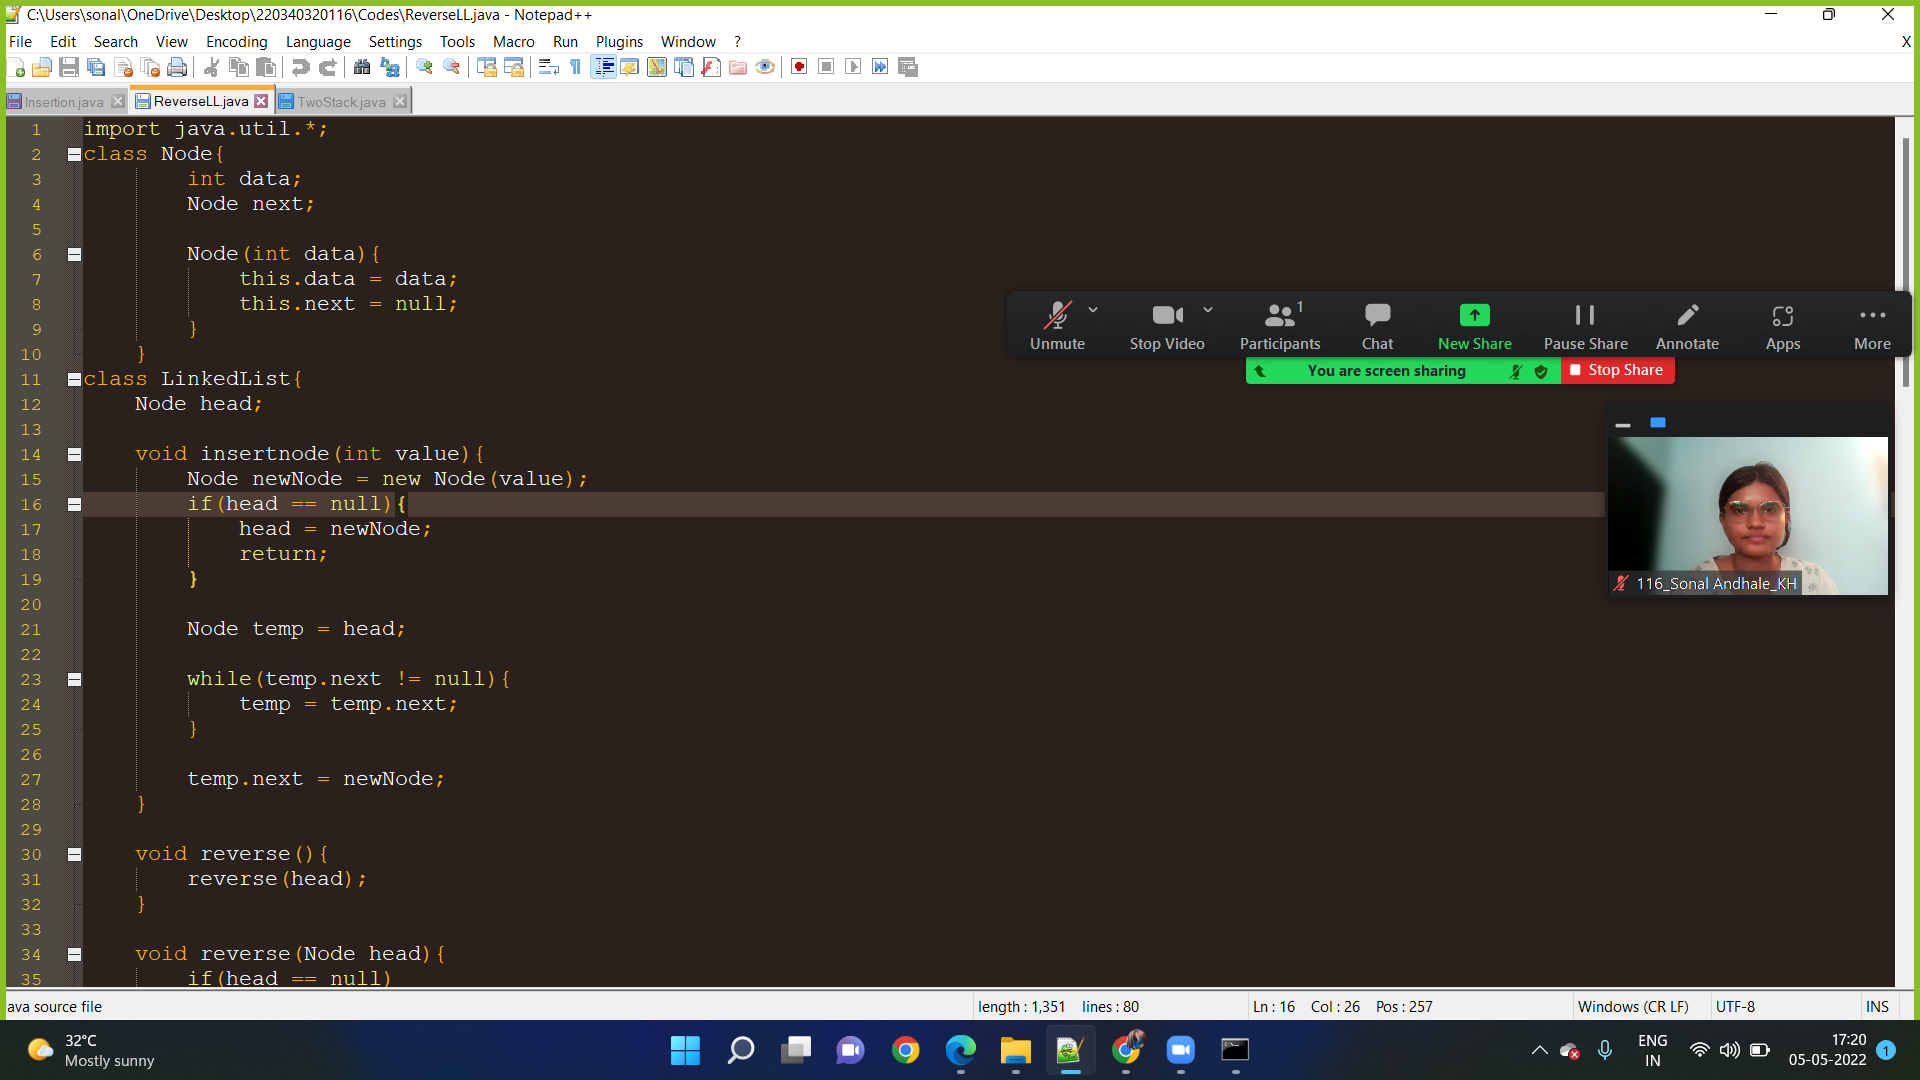 C:\Users\sonal\OneDrive\Desktop\220340320116\Codes\ReverseLL.java - Notepad++
File Edit Search View Encoding Language Settings Tools Macro Run Plugins Window ? X
Insertion.java ReverseLL.java TwoStack.java
1 import java.util.*;
2 class Node{
3 int data;
4 Node next;
5
6 Node(int data){
7 this.data = data;
8 this.next = null;
9 }
10 }
11 class LinkedList{
12 Node head;
13
14 void insertnode(int value){
15 Node newNode = new Node(value);
16 if(head == null){
17 head = newNode;
18 return;
19 }
20
21 Node temp = head;
22
23 while(temp.next != null){
24 temp = temp.next;
25 }
26
27 temp.next = newNode;
28 }
29
30 void reverse(){
31 reverse(head);
32 }
33
34 void reverse(Node head){
35 if(head == null)
1
Unmute Stop Video Participants Chat New Share Pause Share Annotate Apps More
You are screen sharing Stop Share
116_Sonal Andhale_KH
ava source file length : 1,351 lines : 80 Ln : 16 Col : 26 Pos : 257 Windows (CR LF) UTF-8 INS
32°C
Mostly sunny
ENG
IN
17:20
05-05-2022
1